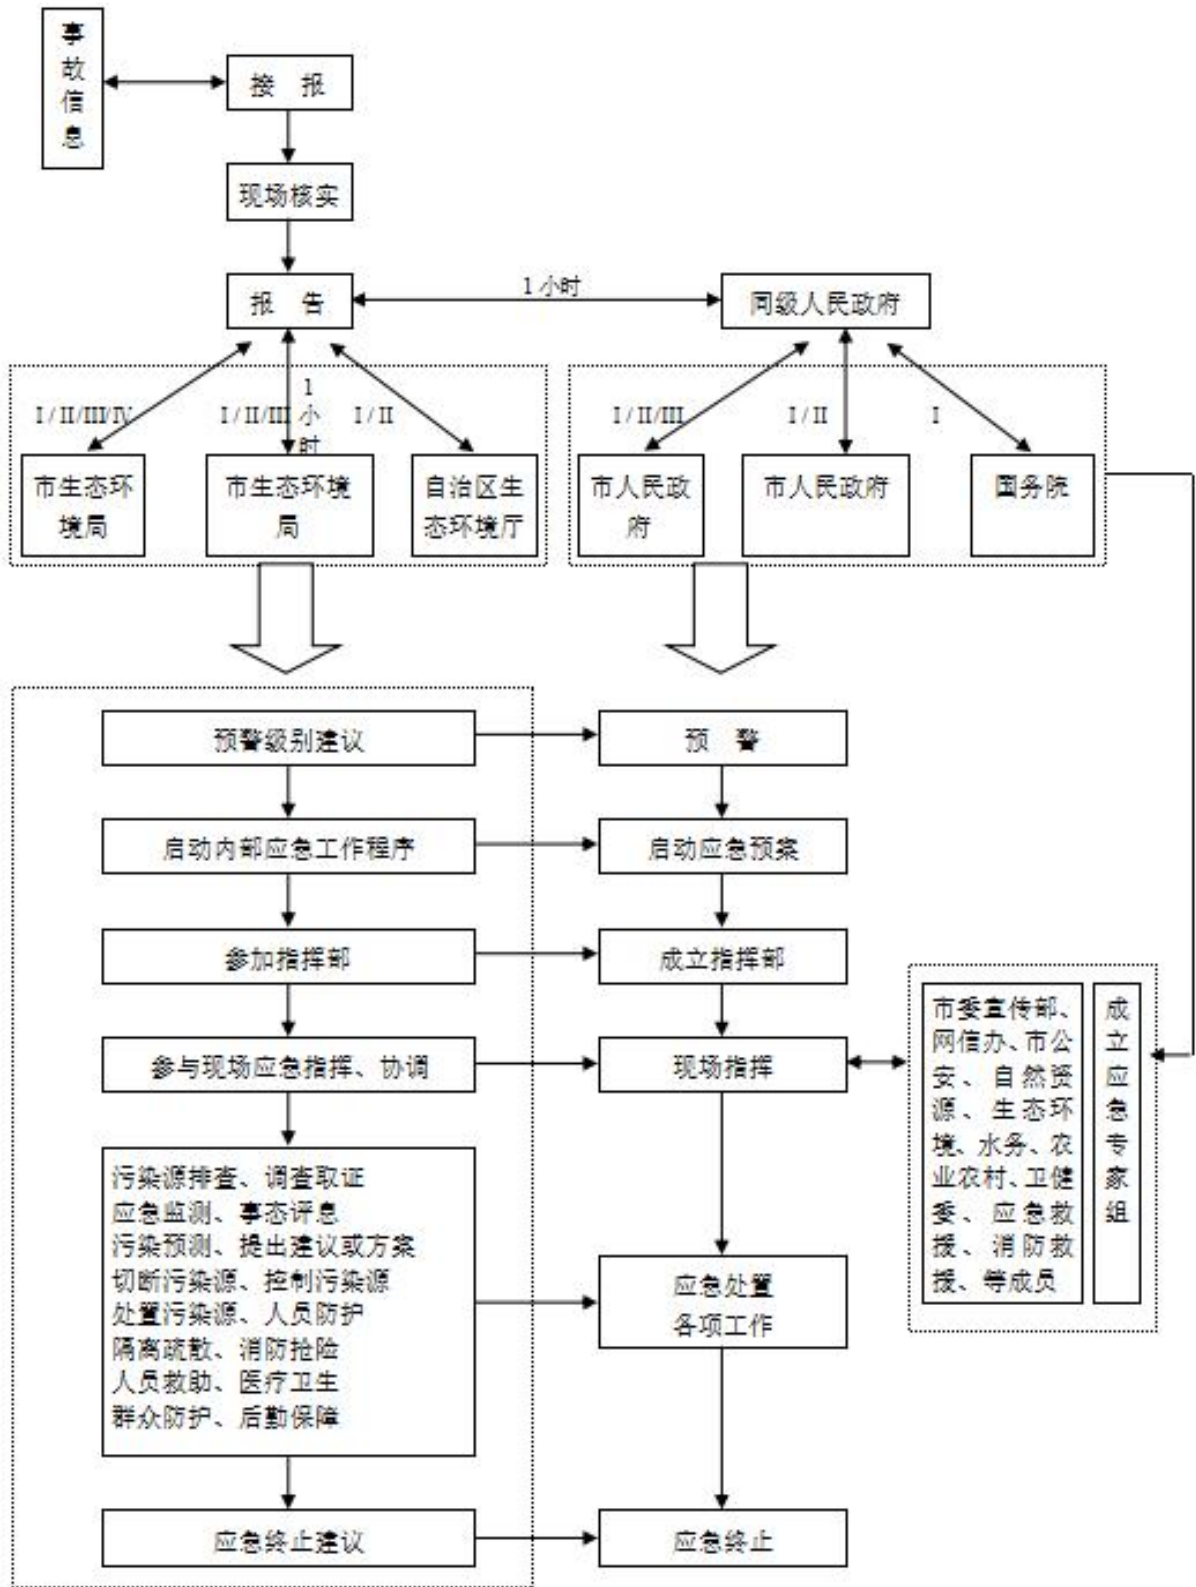 事
故
信
息
接 报
现场核实
报 告
1 小时
同级人民政府
I / II/III/IV
I / II/III
1
小
时
I / II
I / II/III
I / II
I
市生态环
境局
市生态环境
局
自治区生
态环境厅
市人民政
府
市人民政府
国务院
预警级别建议
预 警
启动内部应急工作程序
启动应急预案
参加指挥部
成立指挥部
参与现场应急指挥、协调
现场指挥
市委宣传部、
网信办、市公
安、自然资
源、生态环
境、水务、农
业农村、卫健
委、应急救
援、消防救
援、等成员
成
立
应
急
专
家
组
污染源排查、调查取证
应急监测、事态评息
污染预测、提出建议或方案
切断污染源、控制污染源
处置污染源、人员防护
隔离疏散、消防抢险
人员救助、医疗卫生
群众防护、后勤保障
应急处置
各项工作
应急终止建议
应急终止